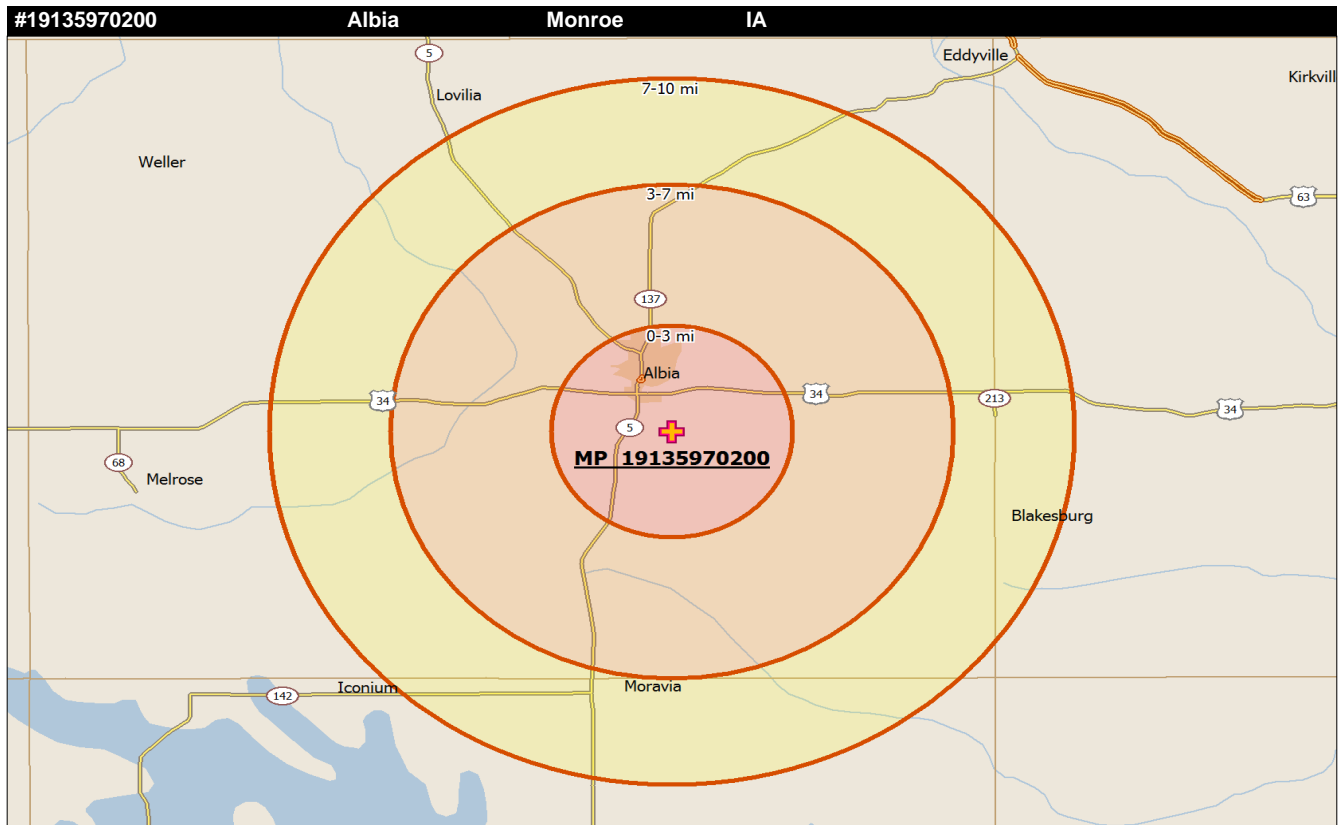 #19135970200 Albia Monroe IA
5
Eddyville
Kirkvill
7-10 mi
Lovilia
Weller
3-7 mi
63
137
0-3 mi
Albia
34
34
213
34
5
MP 19135970200
68
Melrose
Blakesburg
Iconium
Moravia
142